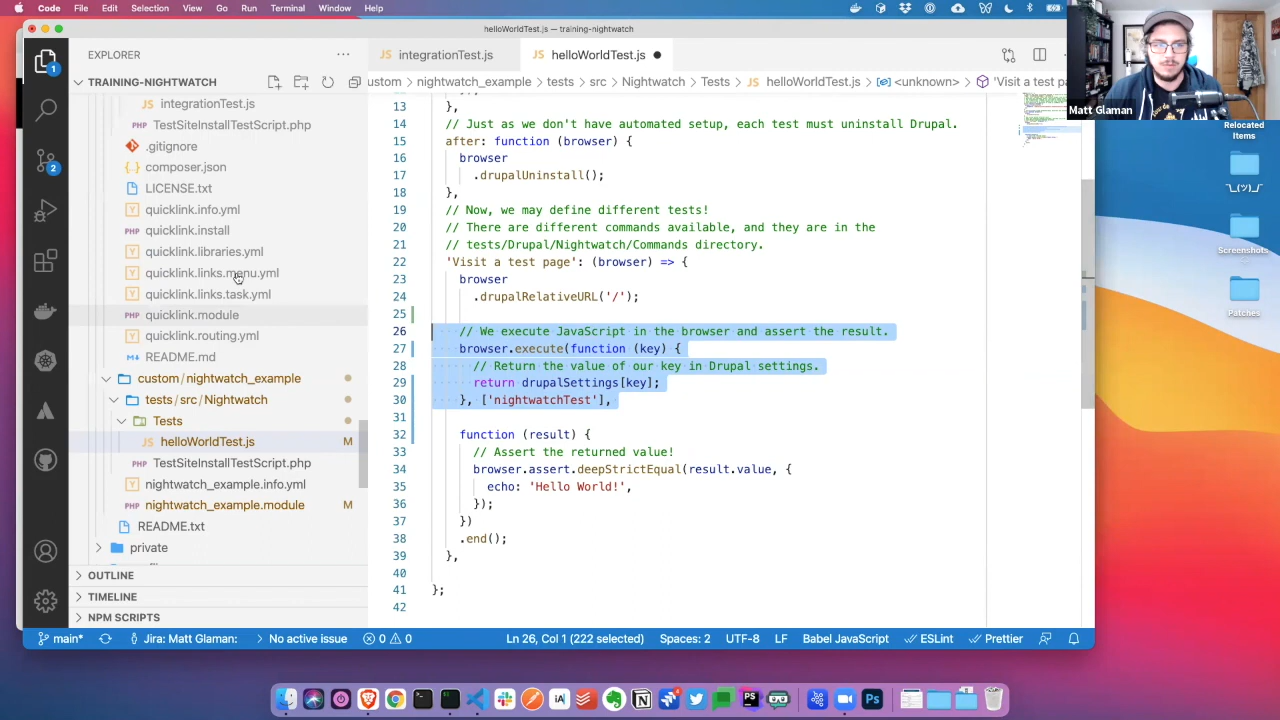 Code File Edit Selection View Go Run Terminal Window Help
helloWorldTest.js — training-nightwatch
EXPLORER
TRAINING-NIGHTWATCH
integrationTest.js
TestSiteInstallTestScript.php
.gitignore
composer.json
LICENSE.txt
quicklink.info.yml
quicklink.install
quicklink.libraries.yml
quicklink.links.menu.yml
quicklink.links.task.yml
quicklink.module
quicklink.routing.yml
README.md
custom / nightwatch_example
tests / src / Nightwatch
Tests
helloWorldTest.js M
TestSiteInstallTestScript.php
nightwatch_example.info.yml
nightwatch_example.module M
README.txt
private
OUTLINE
TIMELINE
NPM SCRIPTS
integrationTest.js
helloWorldTest.js
custom > nightwatch_example > tests > src > Nightwatch > Tests > helloWorldTest.js > <unknown> > 'Visit a test pa
13 },
14 // Just as we don't have automated setup, each test must uninstall Drupal.
15 after: function (browser) {
16 browser
17 .drupalUninstall();
18 },
19 // Now, we may define different tests!
20 // There are different commands available, and they are in the
21 // tests/Drupal/Nightwatch/Commands directory.
22 'Visit a test page': (browser) => {
23 browser
24 .drupalRelativeURL('/');
25
26 // We execute JavaScript in the browser and assert the result.
27 browser.execute(function (key) {
28 // Return the value of our key in Drupal settings.
29 return drupalSettings[key];
30 }, ['nightwatchTest'],
31
32 function (result) {
33 // Assert the returned value!
34 browser.assert.deepStrictEqual(result.value, {
35 echo: 'Hello World!',
36 });
37 })
38 .end();
39 },
40
41 };
42
main* Jira: Matt Glaman: No active issue 0 0 Ln 26, Col 1 (222 selected) Spaces: 2 UTF-8 LF Babel JavaScript ESLint Prettier
Matt Glaman
Relocated
Items
¯\_(ツ)_/¯
Screenshots
Patches